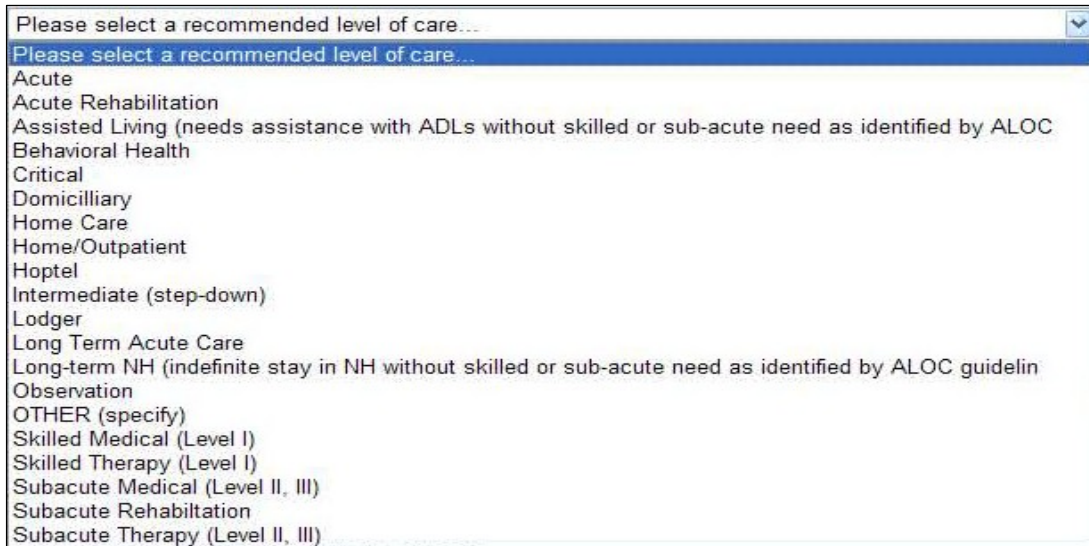 Please select a recommended level of care...
Please select a recommended level of care...
Acute
Acute Rehabilitation
Assisted Living (needs assistance with ADLs without skilled or sub-acute need as identified by ALOC
Behavioral Health
Critical
Domicilliary
Home Care
Home/Outpatient
Hoptel
Intermediate (step-down)
Lodger
Long Term Acute Care
Long-term NH (indefinite stay in NH without skilled or sub-acute need as identified by ALOC guidelin
Observation
OTHER (specify)
Skilled Medical (Level I)
Skilled Therapy (Level I)
Subacute Medical (Level II, III)
Subacute Rehabiltation
Subacute Therapy (Level II, III)